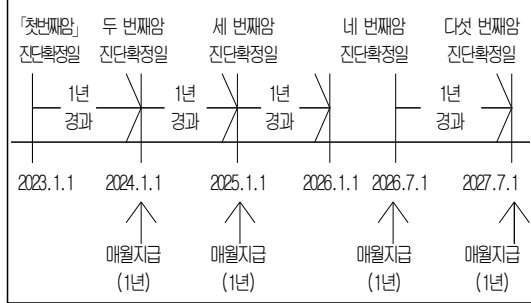 「첫번째암」 두 번째암 세 번째암 네 번째암 다섯 번째암
진단확정일 진단확정일 진단확정일 진단확정일 진단확정일
1년 1년 1년 1년
경과 경과 경과 경과
2023.1.1 2024.1.1 2025.1.1 2026.1.1 2026.7.1 2027.7.1
매월지급 매월지급 매월지급 매월지급
(1년) (1년) (1년) (1년)